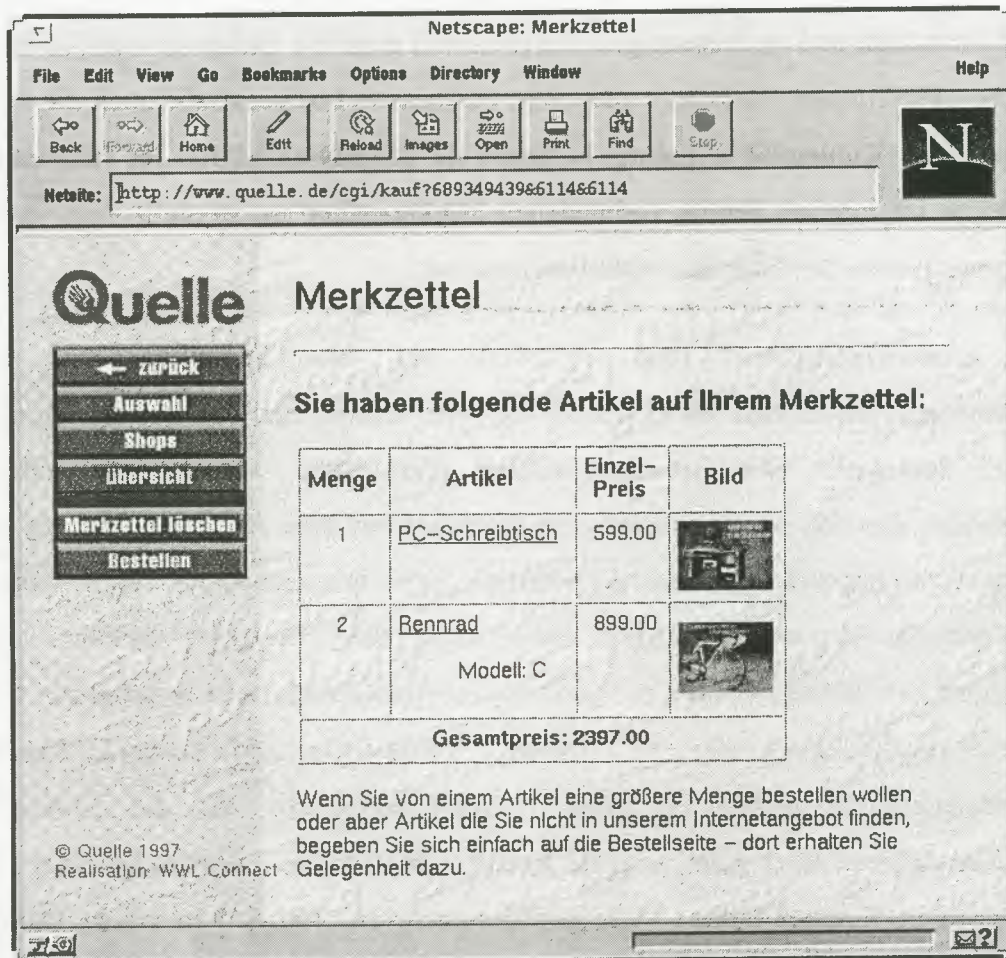 Netscape: Merkzettel
File Edit View Go Bookmarks Options Directory Window Help
Back Forward Home Edit Reload Images Open Print Find Stop
N
Netsite: http://www.quelle.de/cgi/kauf?689349439&6114&6114
Quelle
Merkzettel
zurück
Auswahl
Shops
Übersicht
Merkzettel löschen
Bestellen
Sie haben folgende Artikel auf Ihrem Merkzettel:
Menge Artikel Einzel-
Preis Bild
1 PC-Schreibtisch 599.00
2 Rennrad 899.00
Modell: C
Gesamtpreis: 2397.00
Wenn Sie von einem Artikel eine größere Menge bestellen wollen
oder aber Artikel die Sie nicht in unserem Internetangebot finden,
begeben Sie sich einfach auf die Bestellseite – dort erhalten Sie
Gelegenheit dazu.
© Quelle 1997
Realisation WWL Connect
?